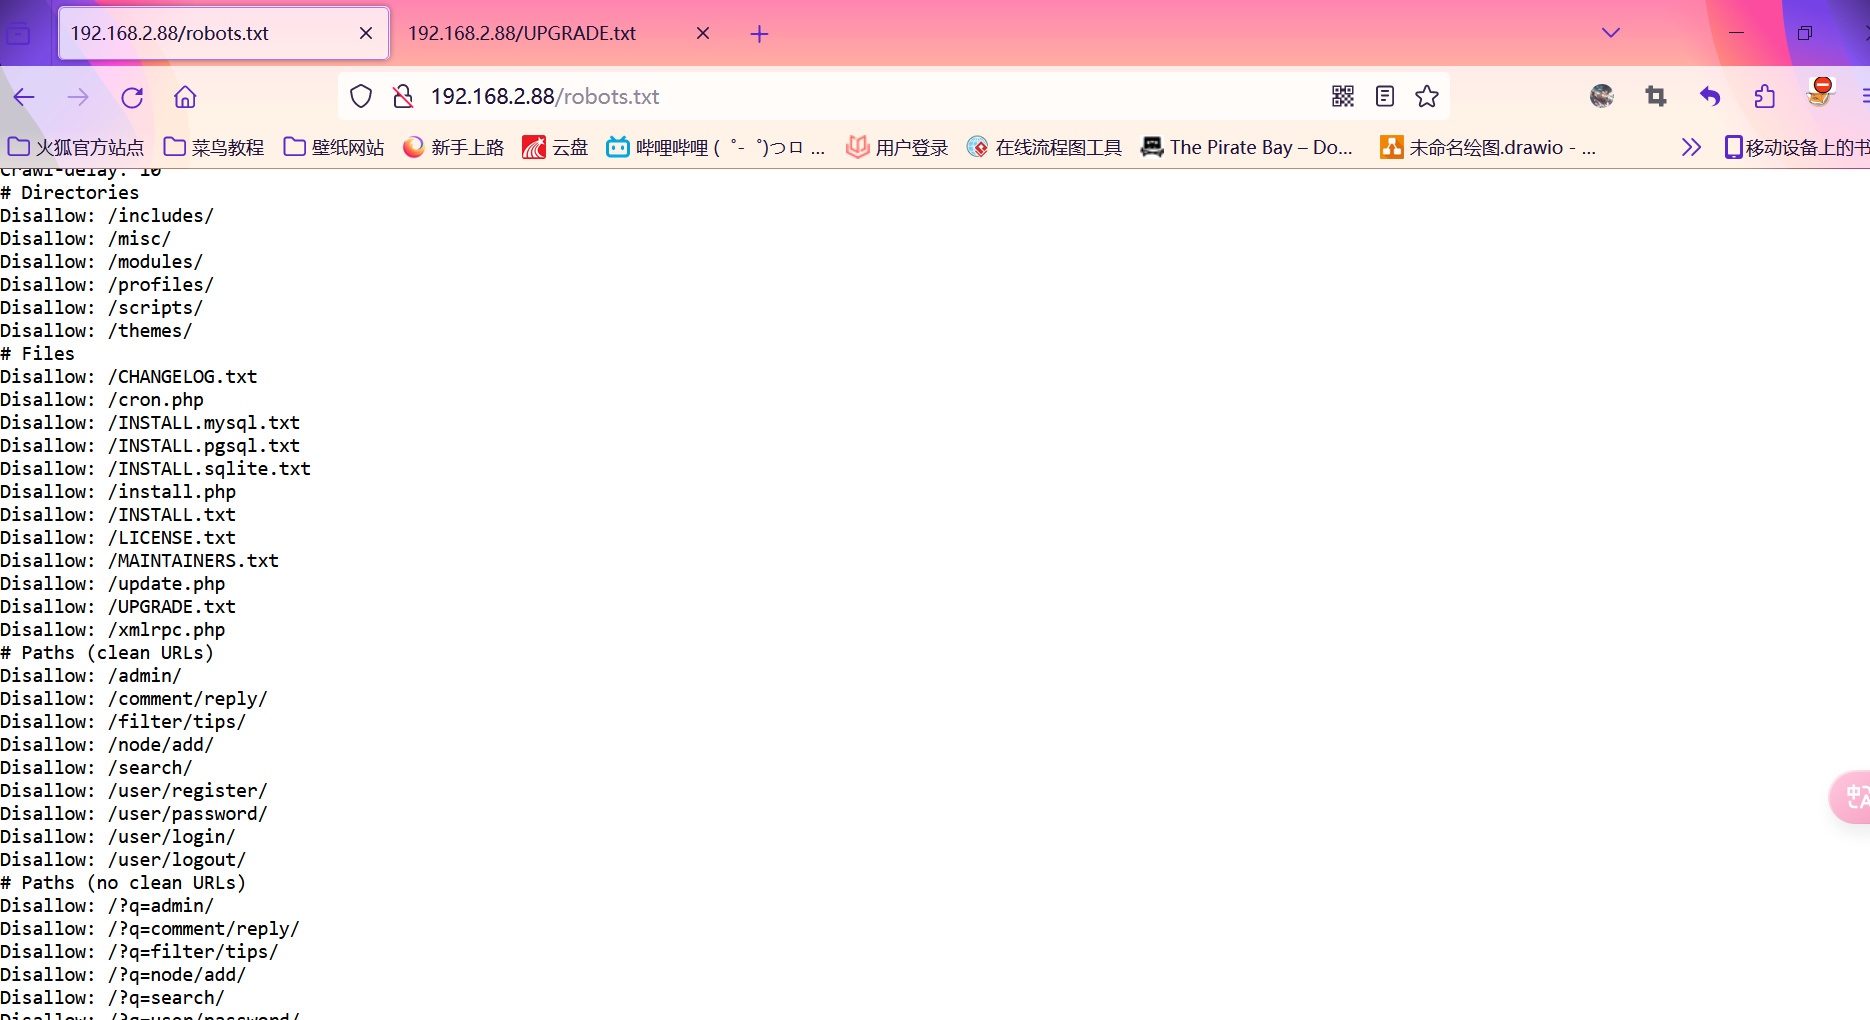 192.168.2.88/robots.txt
192.168.2.88/UPGRADE.txt
192.168.2.88/robots.txt
火狐官方站点 菜鸟教程 壁纸网站 新手上路 云盘 哔哩哔哩 (゜-゜)つロ ... 用户登录 在线流程图工具 The Pirate Bay – Do... 未命名绘图.drawio - ... 移动设备上的书
Crawl-delay: 10
# Directories
Disallow: /includes/
Disallow: /misc/
Disallow: /modules/
Disallow: /profiles/
Disallow: /scripts/
Disallow: /themes/
# Files
Disallow: /CHANGELOG.txt
Disallow: /cron.php
Disallow: /INSTALL.mysql.txt
Disallow: /INSTALL.pgsql.txt
Disallow: /INSTALL.sqlite.txt
Disallow: /install.php
Disallow: /INSTALL.txt
Disallow: /LICENSE.txt
Disallow: /MAINTAINERS.txt
Disallow: /update.php
Disallow: /UPGRADE.txt
Disallow: /xmlrpc.php
# Paths (clean URLs)
Disallow: /admin/
Disallow: /comment/reply/
Disallow: /filter/tips/
Disallow: /node/add/
Disallow: /search/
Disallow: /user/register/
Disallow: /user/password/
Disallow: /user/login/
Disallow: /user/logout/
# Paths (no clean URLs)
Disallow: /?q=admin/
Disallow: /?q=comment/reply/
Disallow: /?q=filter/tips/
Disallow: /?q=node/add/
Disallow: /?q=search/
Disallow: /?q=user/password/